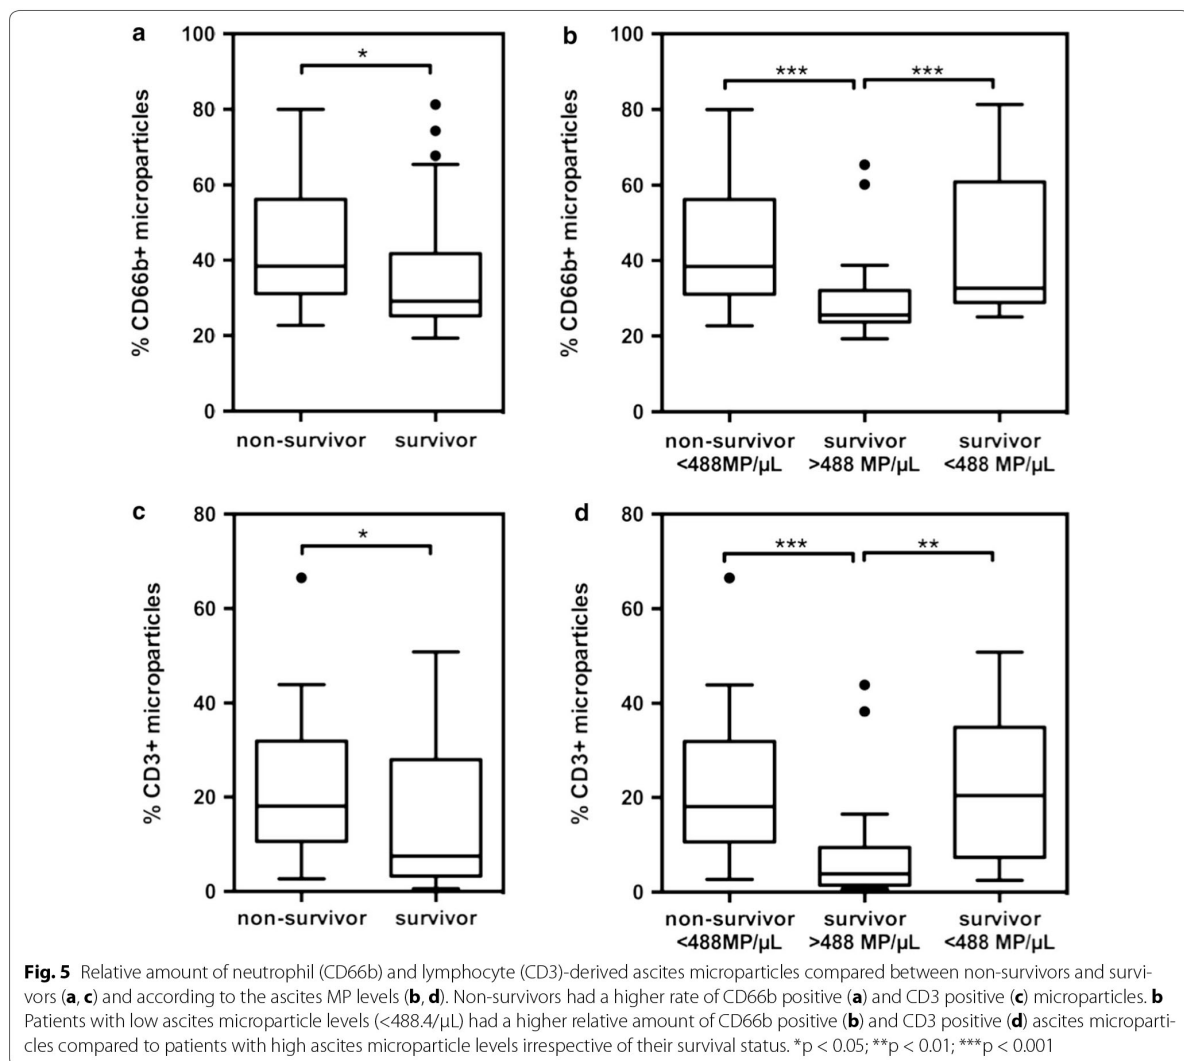 a
100
80
60
40
20
0
% CD66b+ microparticles
*
non-survivor survivor
b
100
80
60
40
20
0
% CD66b+ microparticles
*** ***
non-survivor survivor survivor
<488MP/µL >488 MP/µL <488 MP/µL
c
80
60
40
20
0
% CD3+ microparticles
*
non-survivor survivor
d
80
60
40
20
0
% CD3+ microparticles
*** **
non-survivor survivor survivor
<488MP/µL >488 MP/µL <488 MP/µL
Fig. 5 Relative amount of neutrophil (CD66b) and lymphocyte (CD3)-derived ascites microparticles compared between non-survivors and survi-
vors (a, c) and according to the ascites MP levels (b, d). Non-survivors had a higher rate of CD66b positive (a) and CD3 positive (c) microparticles. b
Patients with low ascites microparticle levels (<488.4/µL) had a higher relative amount of CD66b positive (b) and CD3 positive (d) ascites microparti-
cles compared to patients with high ascites microparticle levels irrespective of their survival status. *p < 0.05; **p < 0.01; ***p < 0.001